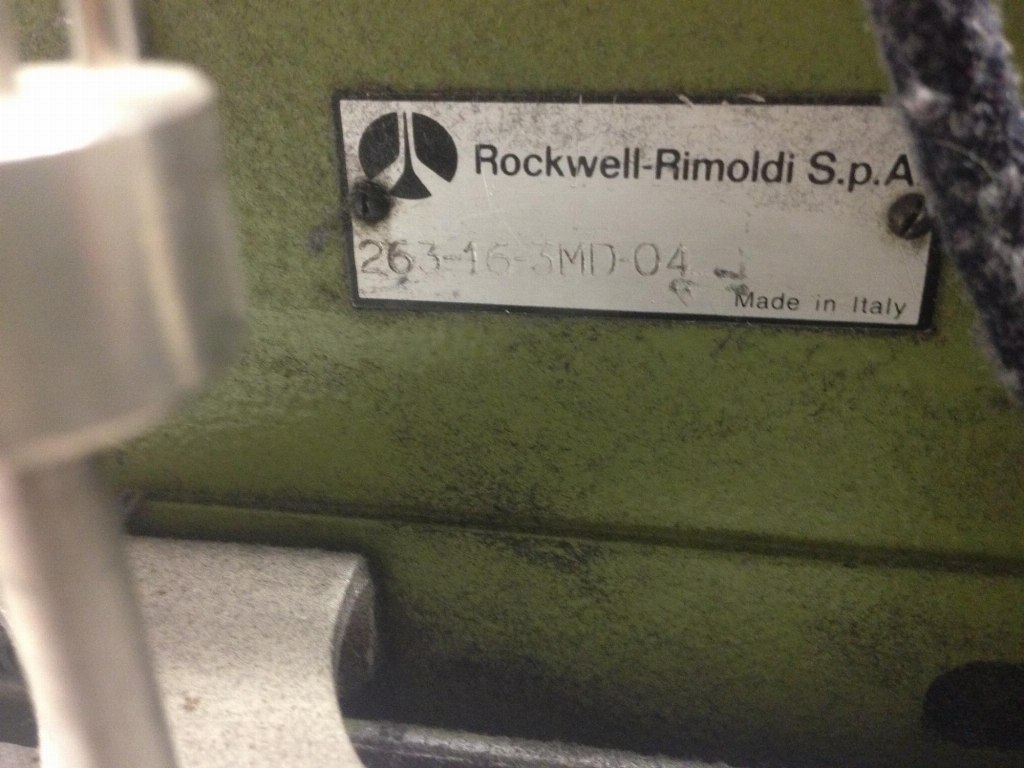 Rockwell-Rimoldi S.p.A
263-16-3MD-04
Made in Italy